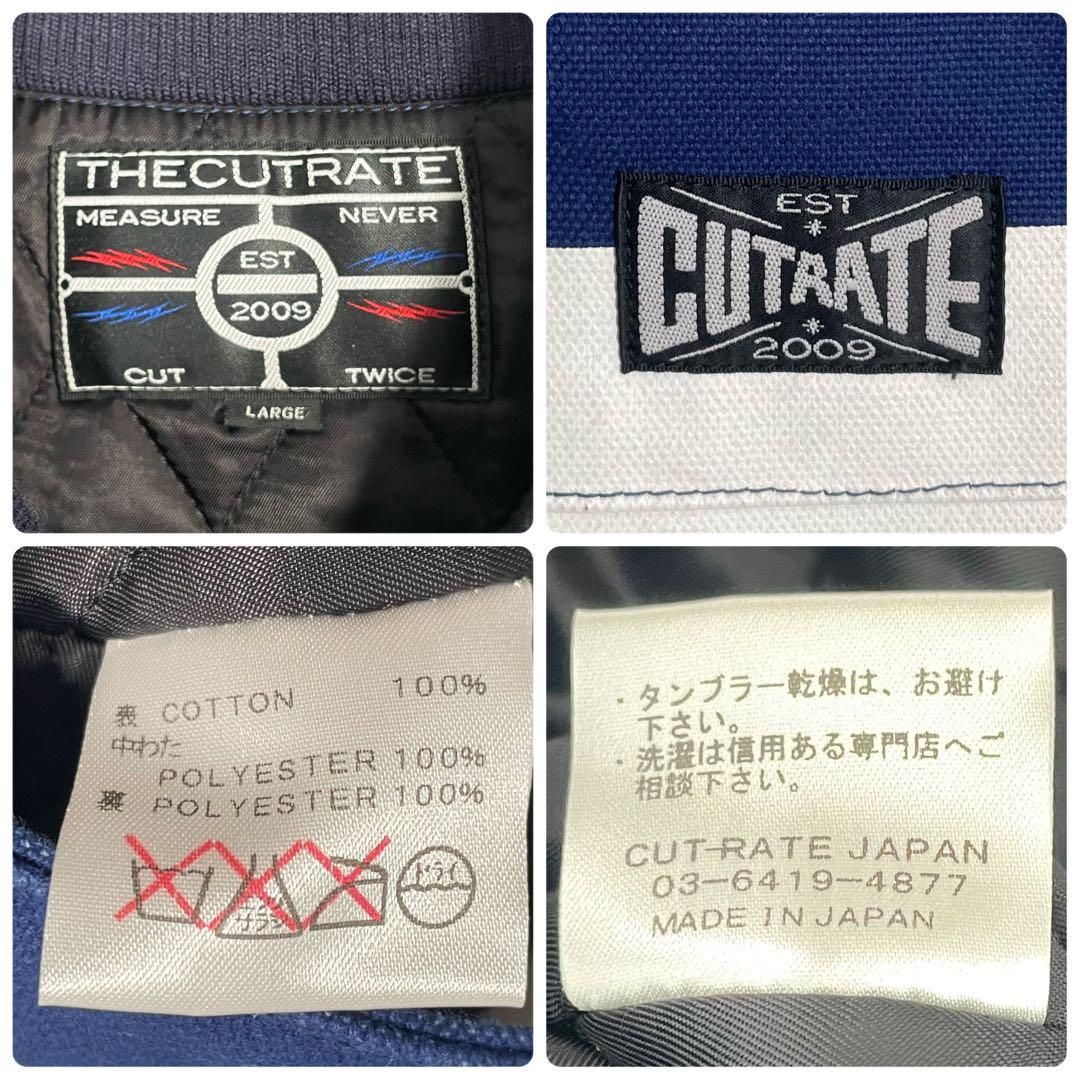 THECUTRATE
MEASURE NEVER
EST
2009
CUT TWICE
LARGE
EST
CUTRATE
2009
表 COTTON 100%
中わた
POLYESTER 100%
裏 POLYESTER 100%
サラシ
ドライ
・タンブラー乾燥は、お避け
下さい。
・洗濯は信用ある専門店へご
相談下さい。
CUT-RATE JAPAN
03-6419-4877
MADE IN JAPAN